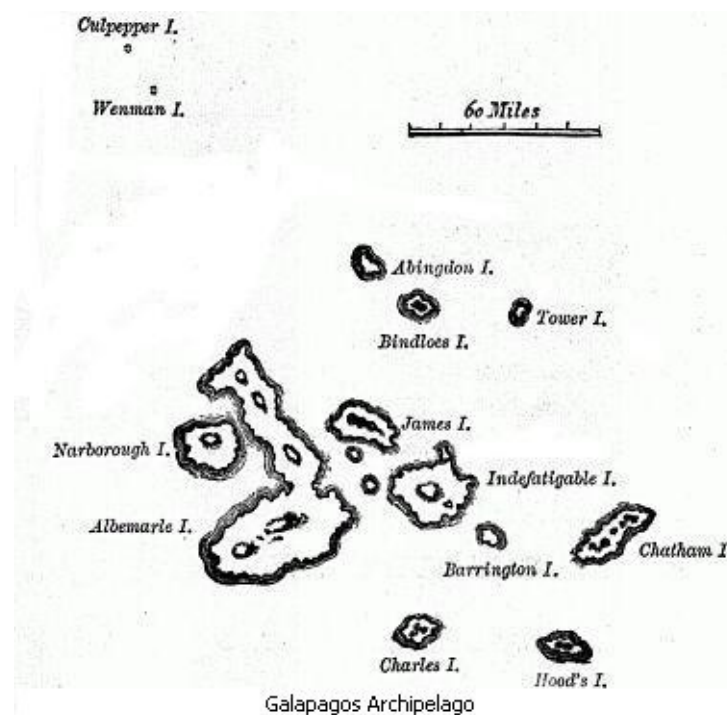 Culpepper I.
Wenman I.
60 Miles
Abingdon I.
Bindloes I.
Tower I.
James I.
Narborough I.
Indefatigable I.
Albemarle I.
Chatham I
Barrington I.
Charles I.
Hood's I.
Galapagos Archipelago